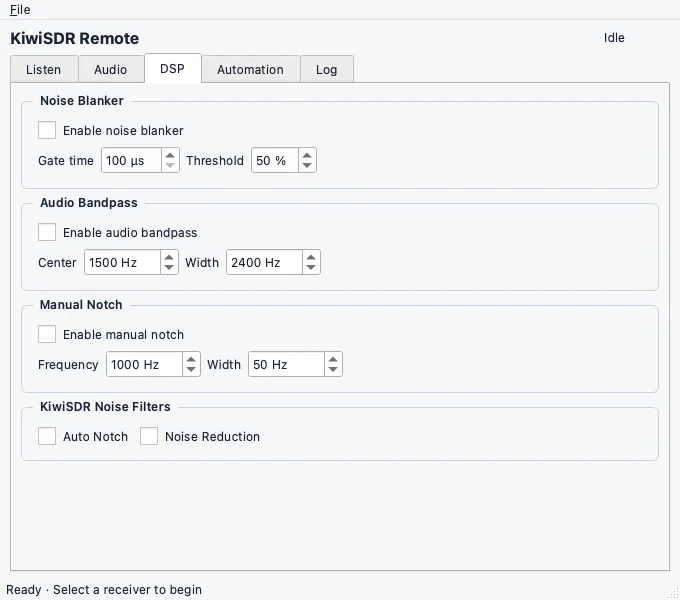 File
KiwiSDR Remote
Idle
Listen Audio DSP Automation Log
Noise Blanker
Enable noise blanker
Gate time 100 µs Threshold 50 %
Audio Bandpass
Enable audio bandpass
Center 1500 Hz Width 2400 Hz
Manual Notch
Enable manual notch
Frequency 1000 Hz Width 50 Hz
KiwiSDR Noise Filters
Auto Notch Noise Reduction
Ready · Select a receiver to begin